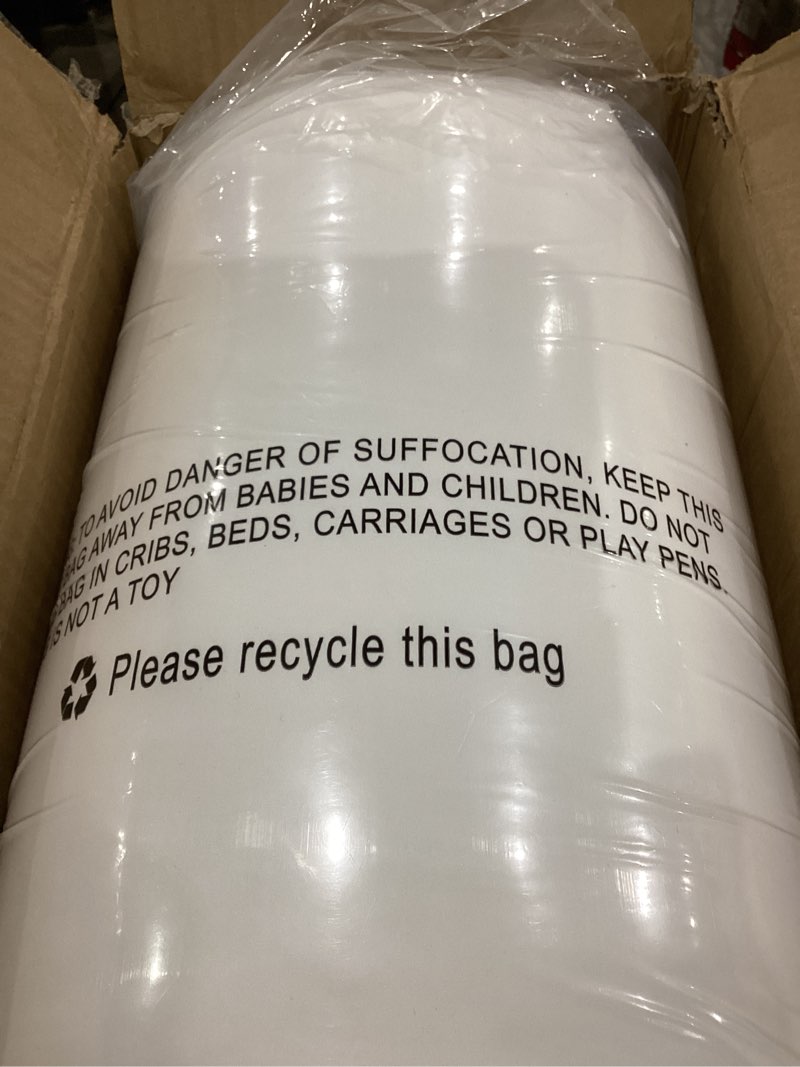 TO AVOID DANGER OF SUFFOCATION, KEEP THIS
AWAY FROM BABIES AND CHILDREN. DO NOT
BAG IN CRIBS, BEDS, CARRIAGES OR PLAY PENS.
NOT A TOY
Please recycle this bag